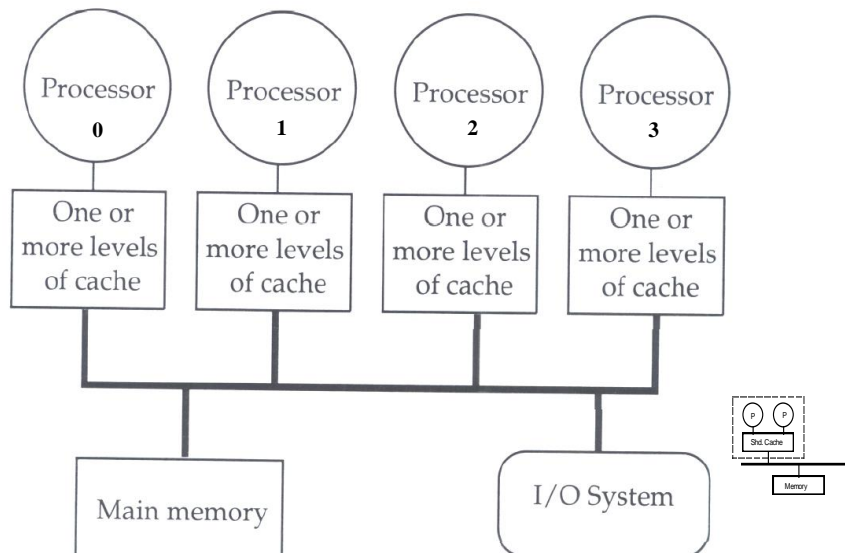 Processor
0
Processor
1
Processor
2
Processor
3
One or
more levels
of cache
One or
more levels
of cache
One or
more levels
of cache
One or
more levels
of cache
Main memory
I/O System
P P
Shd. Cache
Memory